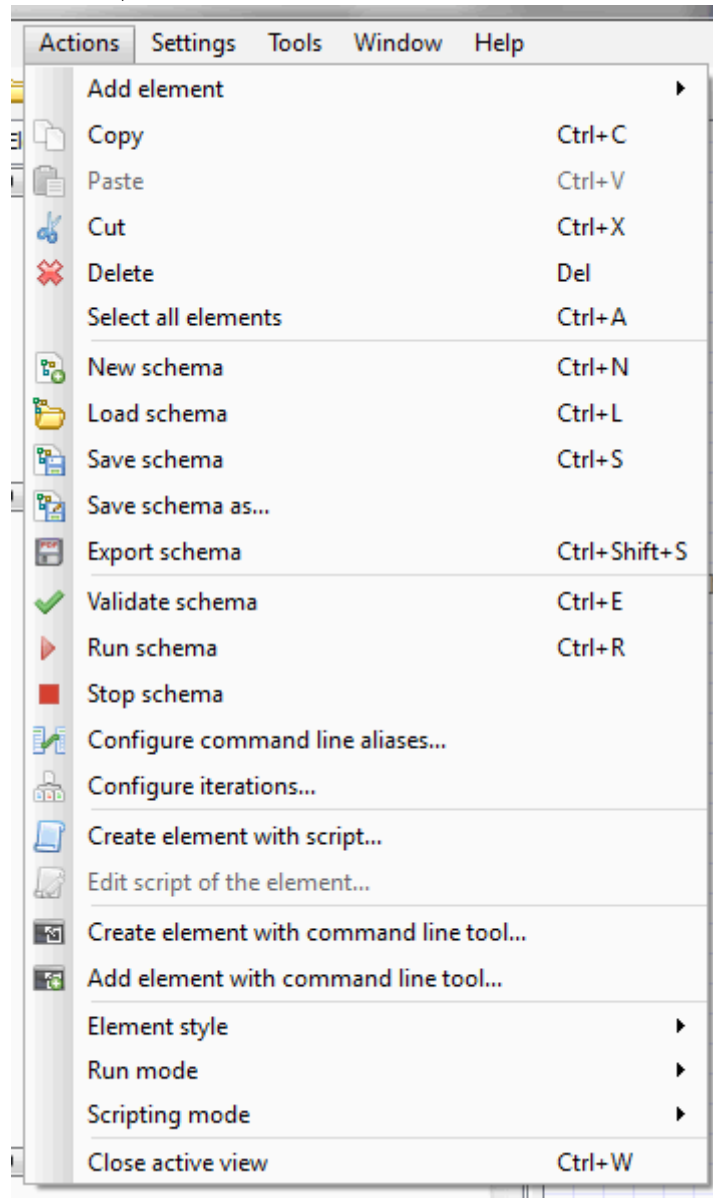 Actions Settings Tools Window Help
Add element
Copy Ctrl+C
Paste Ctrl+V
Cut Ctrl+X
Delete Del
Select all elements Ctrl+A
New schema Ctrl+N
Load schema Ctrl+L
Save schema Ctrl+S
Save schema as...
Export schema Ctrl+Shift+S
Validate schema Ctrl+E
Run schema Ctrl+R
Stop schema
Configure command line aliases...
Configure iterations...
Create element with script...
Edit script of the element...
Create element with command line tool...
Add element with command line tool...
Element style
Run mode
Scripting mode
Close active view Ctrl+W